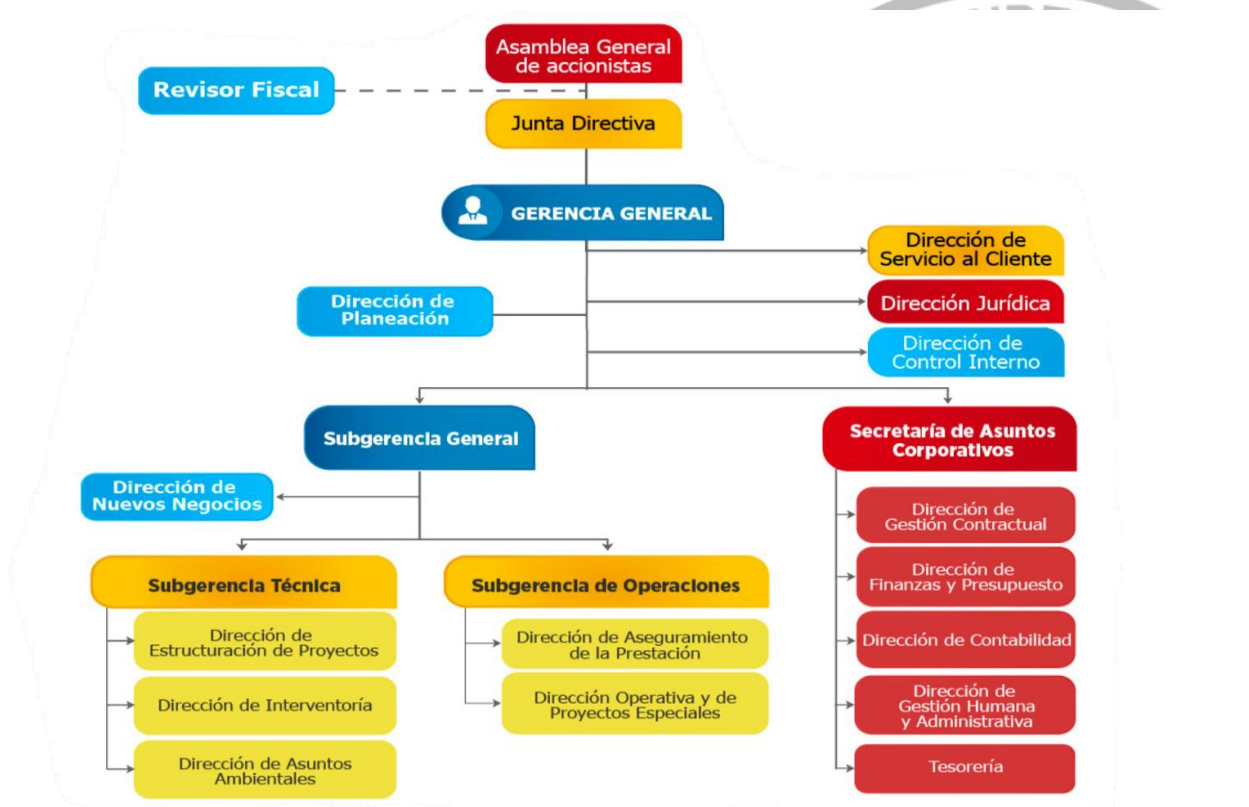 Asamblea General
de accionistas
Revisor Fiscal
Junta Directiva
GERENCIA GENERAL
Dirección de
Servicio al Cliente
Dirección de
Planeación
Dirección Jurídica
Dirección de
Control Interno
Subgerencia General
Secretaría de Asuntos
Corporativos
Dirección de
Nuevos Negocios
Dirección de
Gestión Contractual
Subgerencia Técnica
Subgerencia de Operaciones
Dirección de
Finanzas y Presupuesto
Dirección de
Estructuración de Proyectos
Dirección de Aseguramiento
de la Prestación
Dirección de Contabilidad
Dirección de Interventoría
Dirección Operativa y de
Proyectos Especiales
Dirección de
Gestión Humana
y Administrativa
Dirección de Asuntos
Ambientales
Tesorería